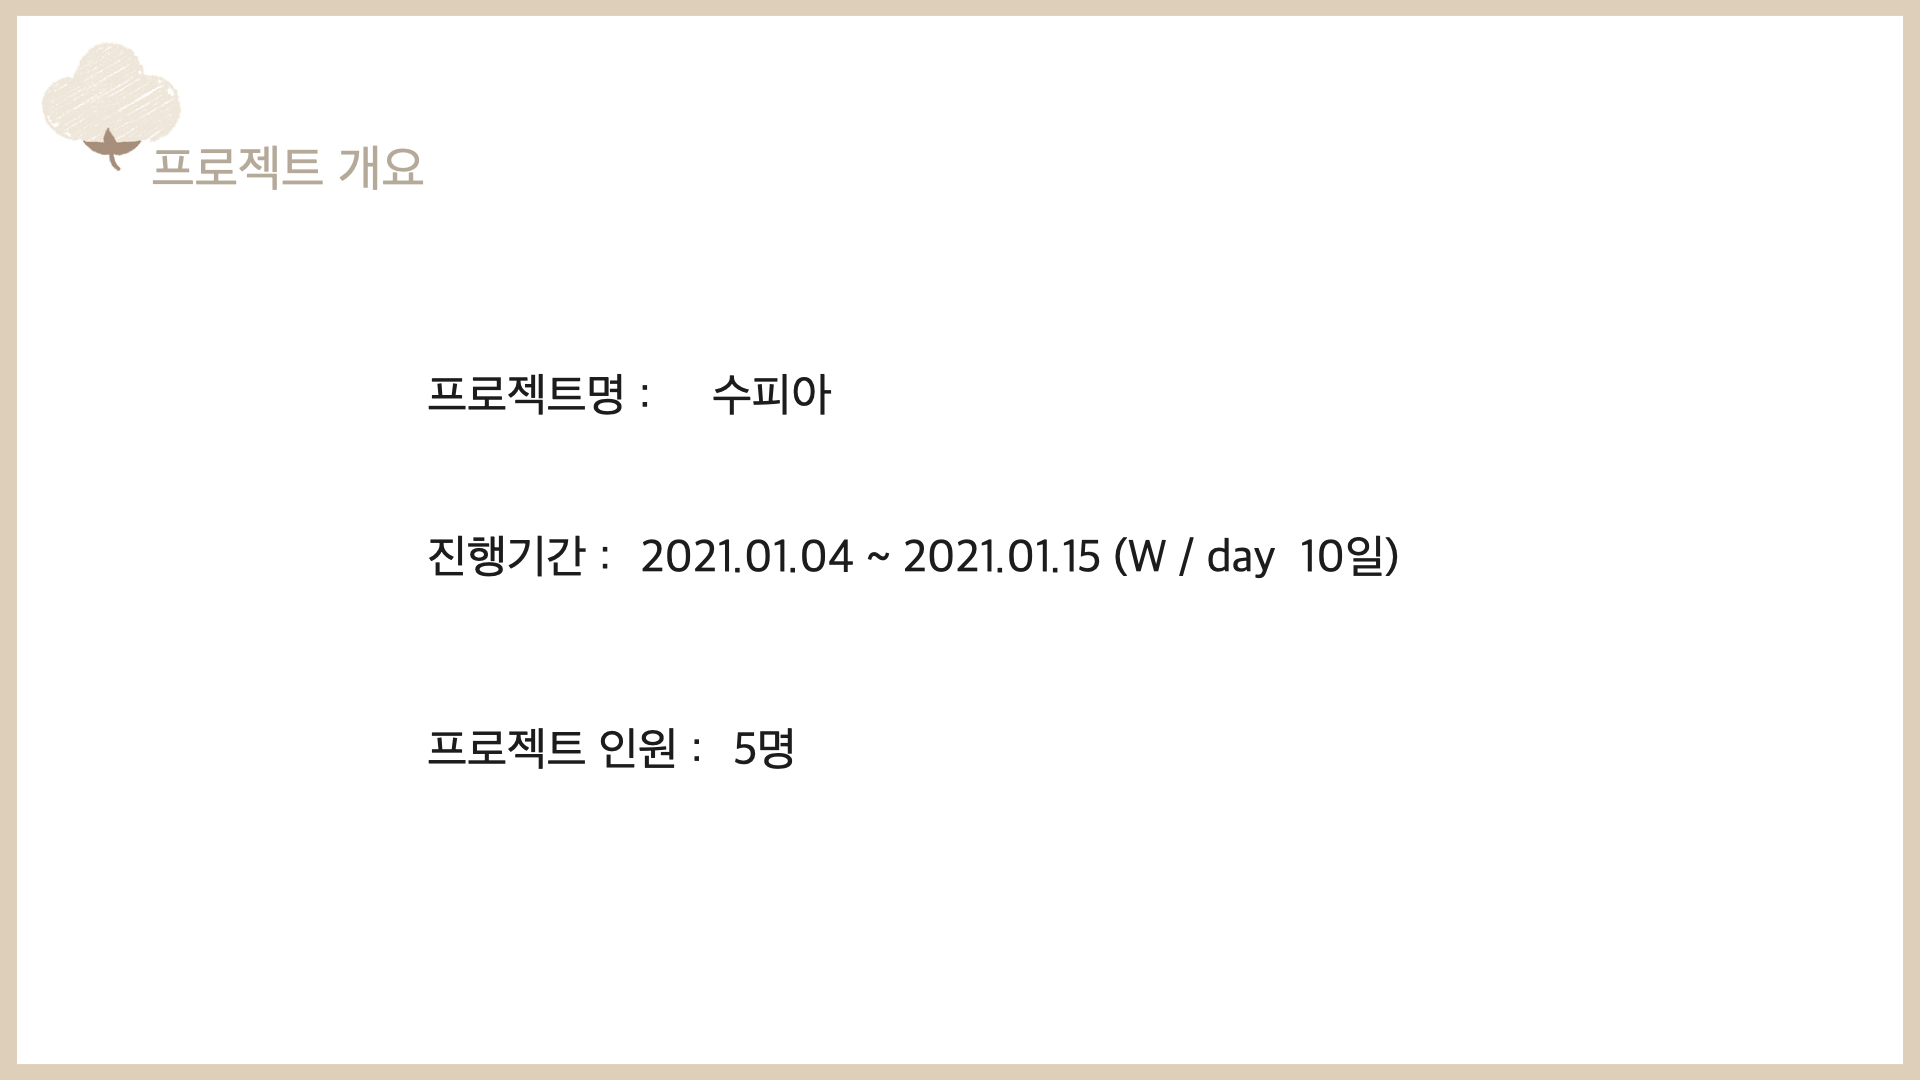 프로젝트 개요
프로젝트명 : 수피아
진행기간 : 2021.01.04 ~ 2021.01.15 (W / day 10일)
프로젝트 인원 : 5명